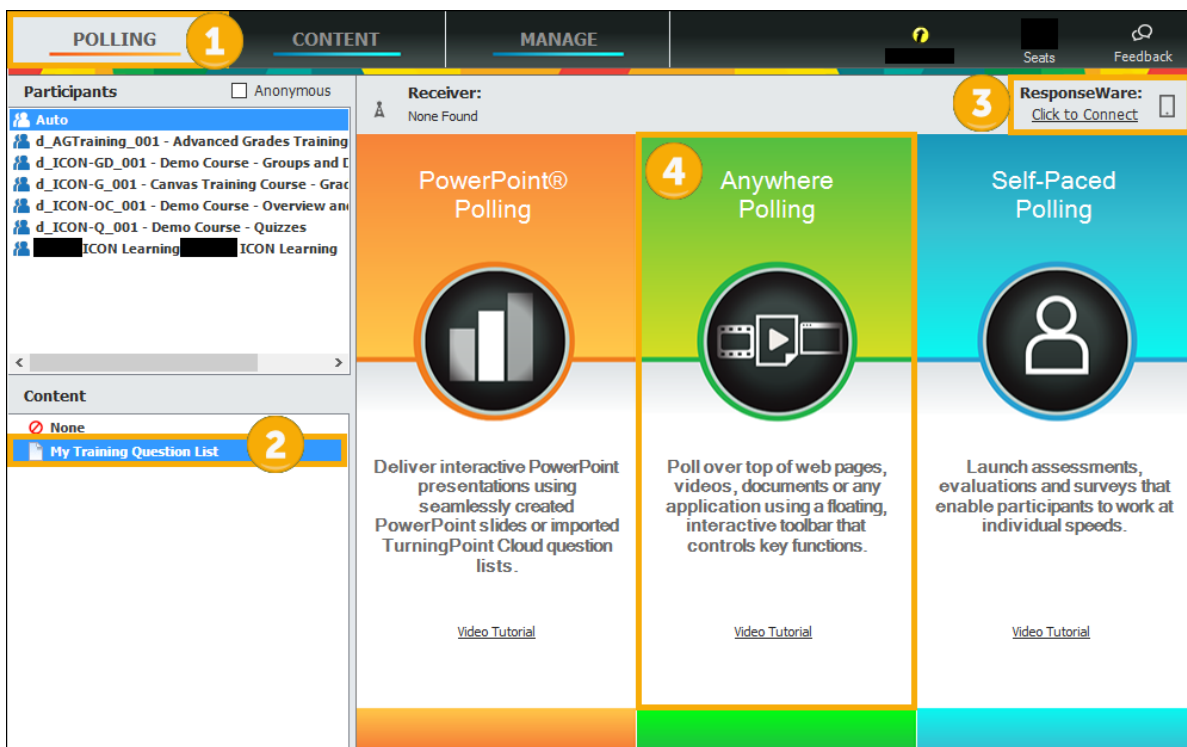 POLLING
1
CONTENT
MANAGE
Seats
Feedback
Participants
Anonymous
Auto
d_AGTraining_001 - Advanced Grades Training
d_ICON-GD_001 - Demo Course - Groups and D
d_ICON-G_001 - Canvas Training Course - Grad
d_ICON-OC_001 - Demo Course - Overview and
d_ICON-Q_001 - Demo Course - Quizzes
ICON Learning ICON Learning
Content
None
My Training Question List
2
Receiver:
None Found
3
ResponseWare:
Click to Connect
PowerPoint®
Polling
Deliver interactive PowerPoint
presentations using
seamlessly created
PowerPoint slides or imported
TurningPoint Cloud question
lists.
Video Tutorial
4
Anywhere
Polling
Poll over top of web pages,
videos, documents or any
application using a floating,
interactive toolbar that
controls key functions.
Video Tutorial
Self-Paced
Polling
Launch assessments,
evaluations and surveys that
enable participants to work at
individual speeds.
Video Tutorial